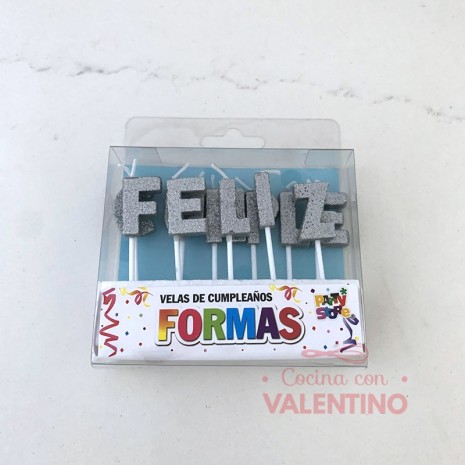 FELIZ
VELAS DE CUMPLEAÑOS
FORMAS
PARTY
STORE
Cocina con
VALENTINO